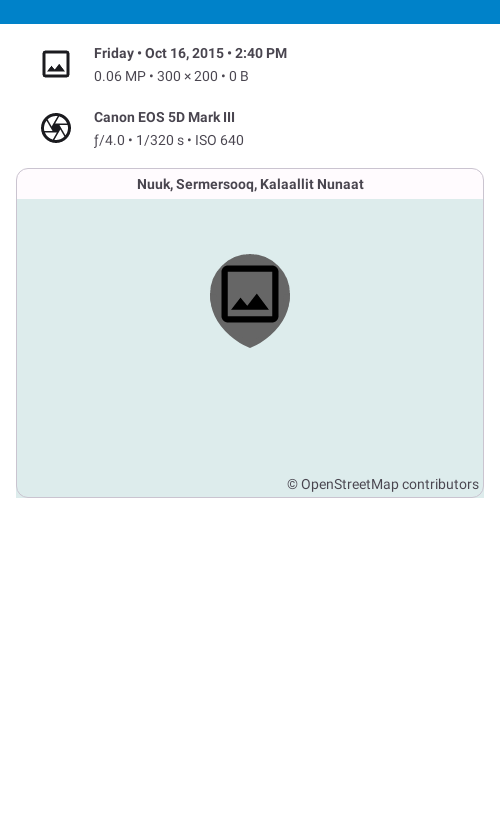 Friday • Oct 16, 2015 • 2:40 PM
0.06 MP • 300 × 200 • 0 B
Canon EOS 5D Mark III
ƒ/4.0 • 1/320 s • ISO 640
Nuuk, Sermersooq, Kalaallit Nunaat
© OpenStreetMap contributors